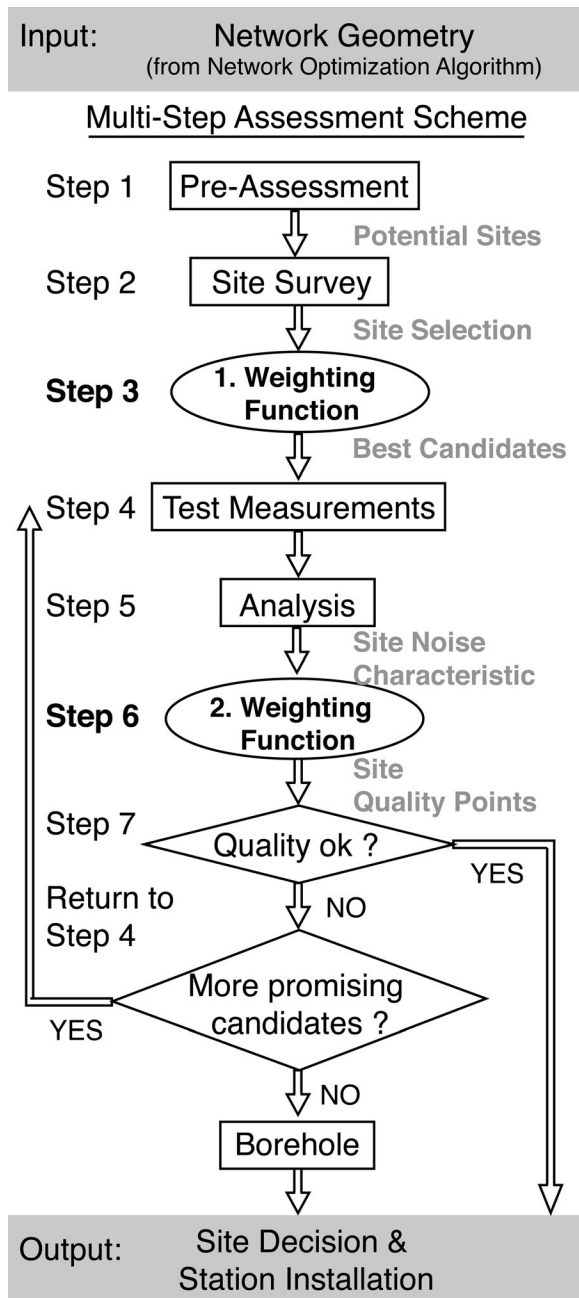 Input: Network Geometry
(from Network Optimization Algorithm)
Multi-Step Assessment Scheme
Step 1 Pre-Assessment
Potential Sites
Step 2 Site Survey
Site Selection
Step 3 1. Weighting
Function
Best Candidates
Step 4 Test Measurements
Step 5 Analysis
Site Noise
Characteristic
Step 6 2. Weighting
Function
Site
Quality Points
Step 7
Quality ok ?
YES
NO
Return to
Step 4
More promising
candidates ?
YES
NO
Borehole
Output: Site Decision &
Station Installation